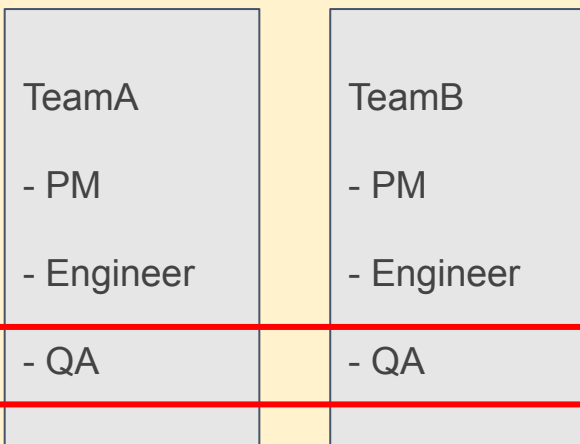 TeamA
- PM
- Engineer
- QA
TeamB
- PM
- Engineer
- QA